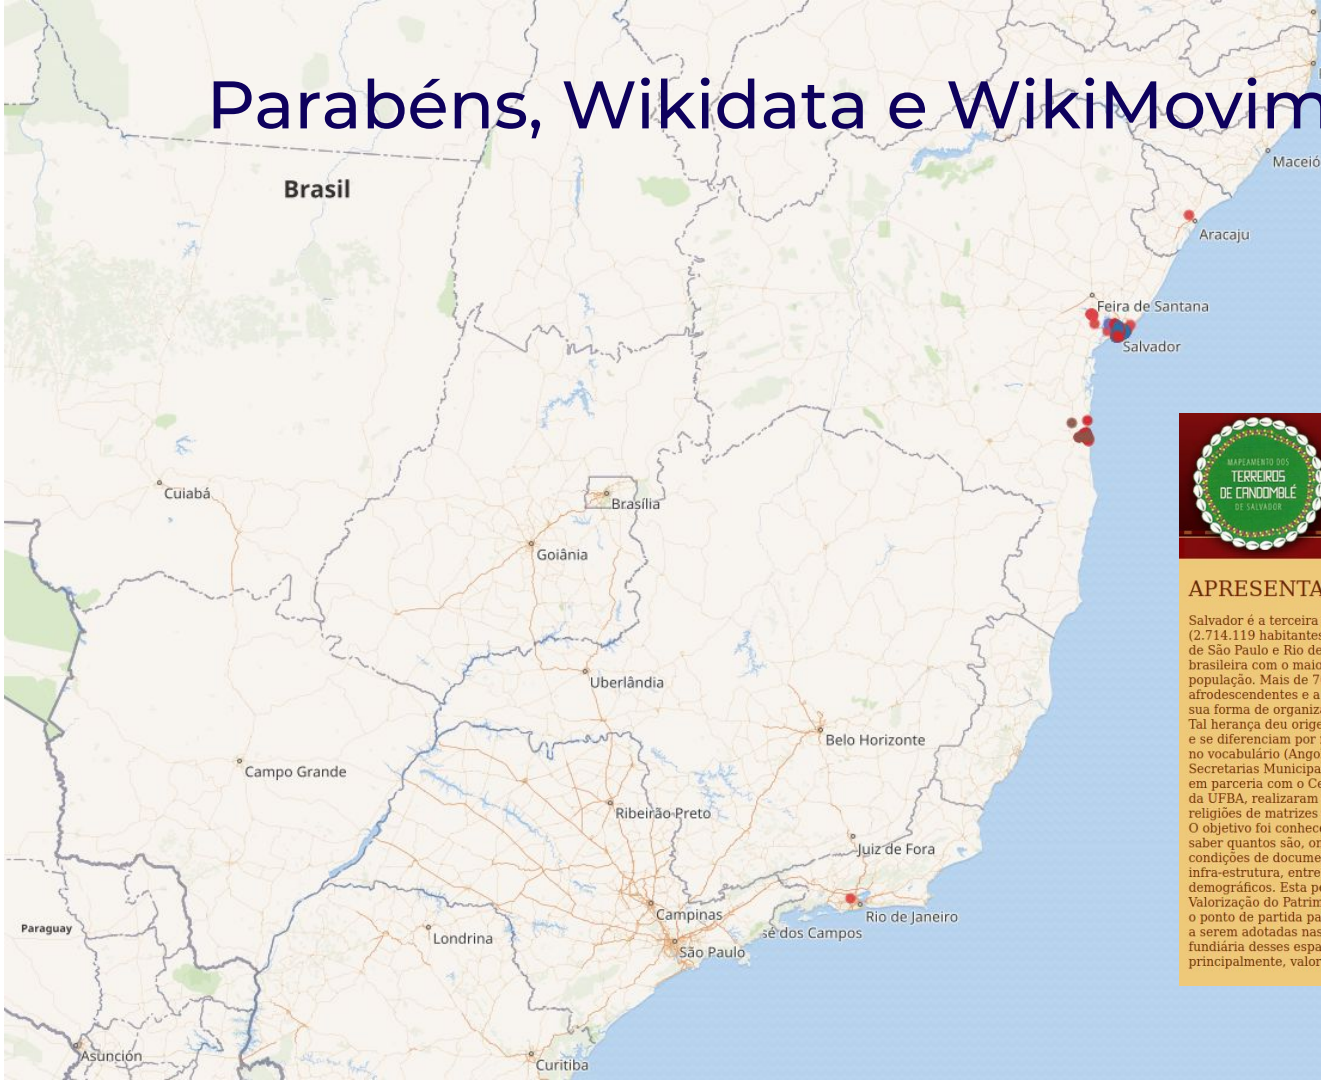 Parabéns, Wikidata e WikiMovim
Brasil
Maceió
Aracaju
Feira de Santana
Salvador
Cuiabá
Brasília
Goiânia
Uberlândia
Belo Horizonte
Campo Grande
Ribeirão Preto
Juiz de Fora
Campinas
Rio de Janeiro
sé dos Campos
Paraguay
Londrina
São Paulo
Asunción
Curitiba
MAPEAMENTO DOS
TERREIROS
DE CANDOMBLÉ
DE SALVADOR
APRESENTA
Salvador é a terceira
(2.714.119 habitantes
de São Paulo e Rio de
brasileira com o maio
população. Mais de 7
afrodescendentes e a
sua forma de organiza
Tal herança deu orige
e se diferenciam por
no vocabulário (Ango
Secretarias Municipa
em parceria com o Ce
da UFBA, realizaram
religiões de matrizes
O objetivo foi conhece
saber quantos são, on
condições de docume
infra-estrutura, entre
demográficos. Esta pe
Valorização do Patrim
o ponto de partida pa
a serem adotadas nas
fundiária desses espa
principalmente, valor